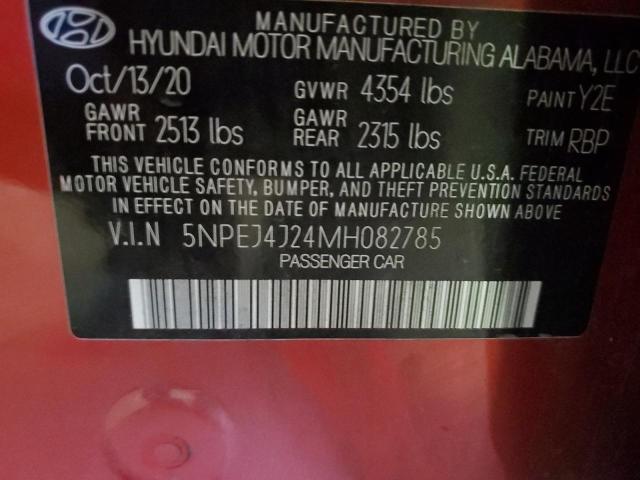 MANUFACTURED BY
HYUNDAI MOTOR MANUFACTURING ALABAMA, LLC
Oct/13/20 GVWR 4354 lbs PAINT Y2E
GAWR FRONT 2513 lbs GAWR REAR 2315 lbs TRIM RBP
THIS VEHICLE CONFORMS TO ALL APPLICABLE U.S.A. FEDERAL
MOTOR VEHICLE SAFETY, BUMPER, AND THEFT PREVENTION STANDARDS
IN EFFECT ON THE DATE OF MANUFACTURE SHOWN ABOVE
V.I.N 5NPEJ4J24MH082785
PASSENGER CAR